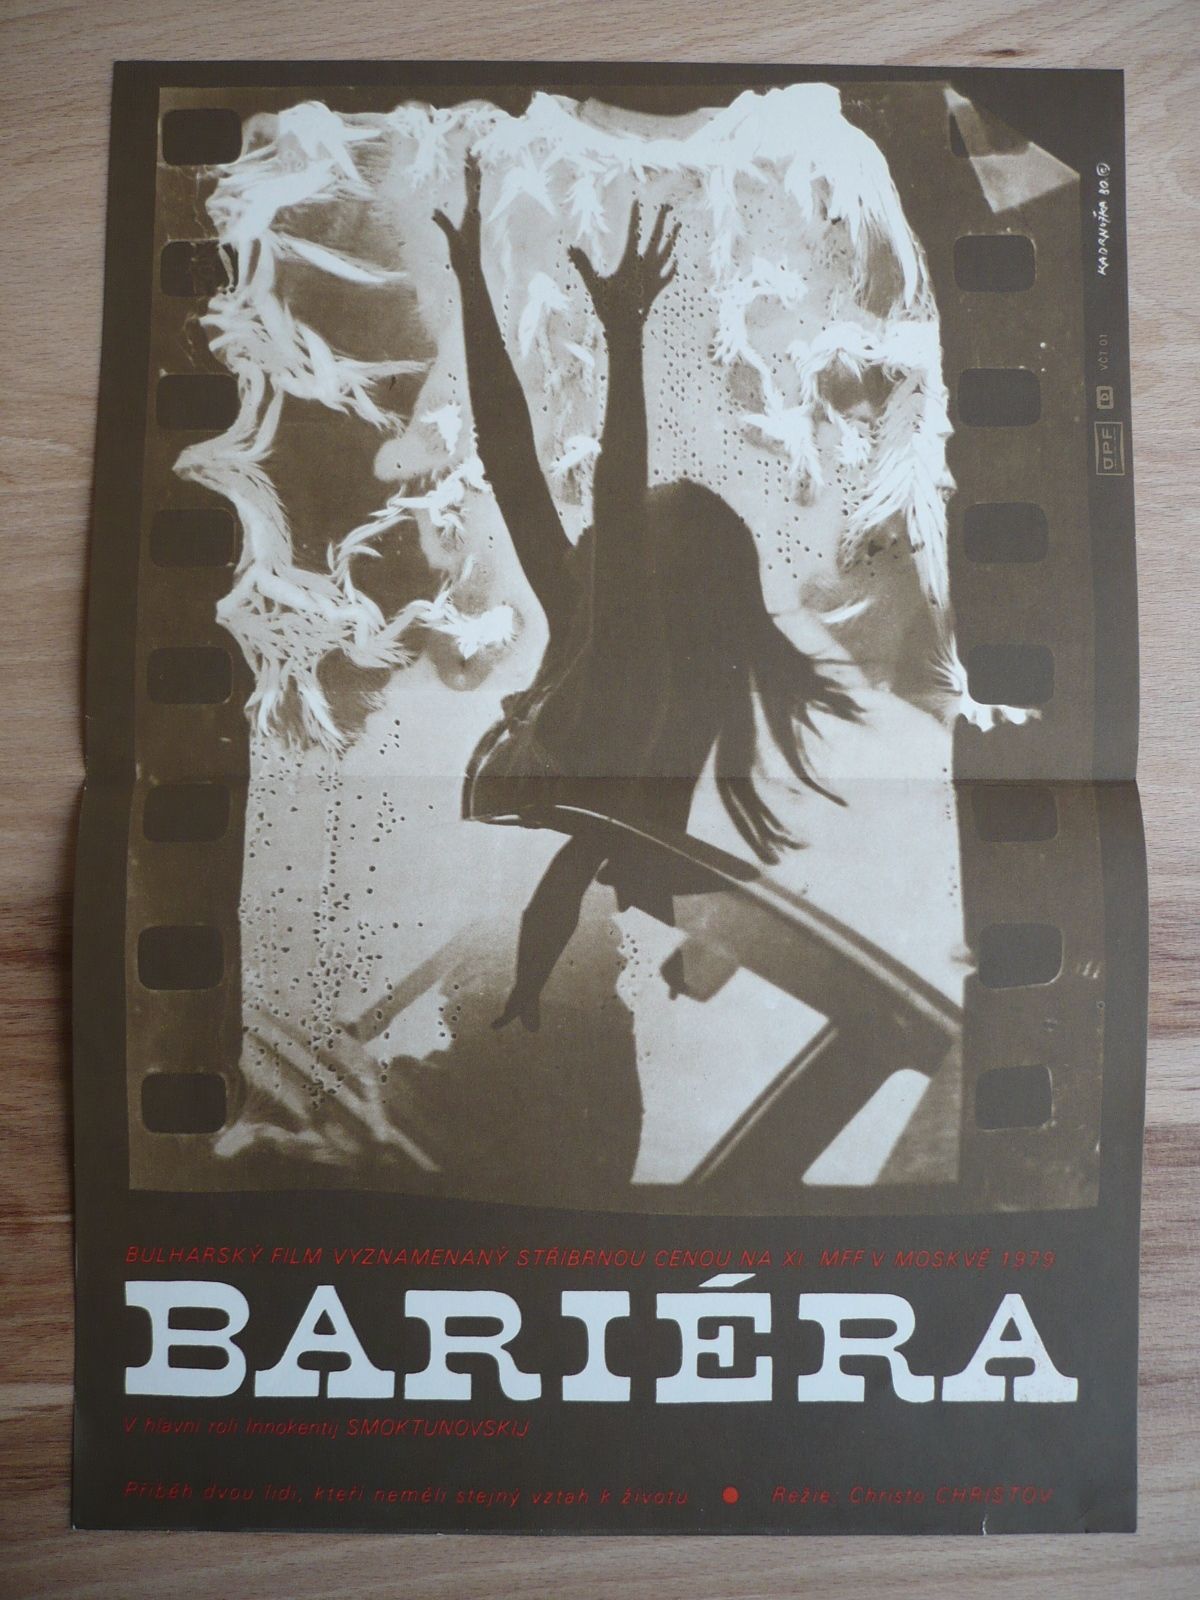 KADRNOŽKA 80
VČT 01
ÚPF
BULHARSKÝ FILM VYZNAMENANÝ STŘÍBRNOU CENOU NA XI. MFF V MOSKVĚ 1979
BARIÉRA
V hlavní roli Innokentij SMOKTUNOVSKIJ
Příběh dvou lidí, kteří neměli stejný vztah k životu ● Režie: Christo CHRISTOV